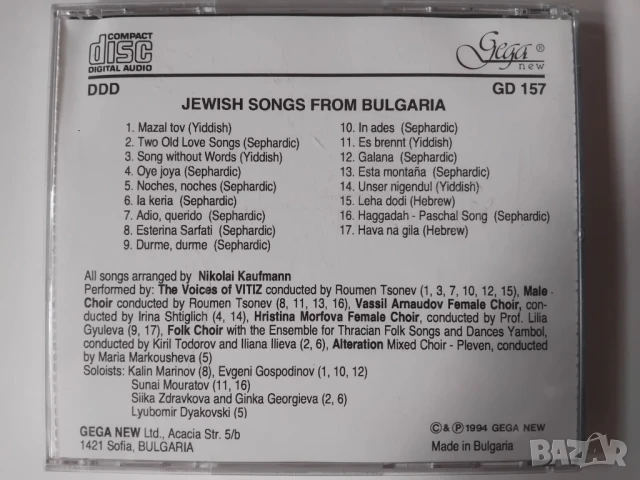 COMPACT
disc
DIGITAL AUDIO
Gega ®
new
DDD
GD 157
JEWISH SONGS FROM BULGARIA
1. Mazal tov (Yiddish)
2. Two Old Love Songs (Sephardic)
3. Song without Words (Yiddish)
4. Oye joya (Sephardic)
5. Noches, noches (Sephardic)
6. Ia keria (Sephardic)
7. Adio, querido (Sephardic)
8. Esterina Sarfati (Sephardic)
9. Durme, durme (Sephardic)
10. In ades (Sephardic)
11. Es brennt (Yiddish)
12. Galana (Sephardic)
13. Esta montaña (Sephardic)
14. Unser nigendul (Yiddish)
15. Leha dodi (Hebrew)
16. Haggadah - Paschal Song (Sephardic)
17. Hava na gila (Hebrew)
All songs arranged by Nikolai Kaufmann
Performed by: The Voices of VITIZ conducted by Roumen Tsonev (1, 3, 7, 10, 12, 15), Male
Choir conducted by Roumen Tsonev (8, 11, 13, 16), Vassil Arnaudov Female Choir, con-
ducted by Irina Shtiglich (4, 14), Hristina Morfova Female Choir, conducted by Prof. Lilia
Gyuleva (9, 17), Folk Choir with the Ensemble for Thracian Folk Songs and Dances Yambol,
conducted by Kiril Todorov and Iliana Ilieva (2, 6), Alteration Mixed Choir - Pleven, conducted
by Maria Markousheva (5)
Soloists: Kalin Marinov (8), Evgeni Gospodinov (1, 10, 12)
Sunai Mouratov (11, 16)
Siika Zdravkova and Ginka Georgieva (2, 6)
Lyubomir Dyakovski (5)
GEGA NEW Ltd., Acacia Str. 5/b
1421 Sofia, BULGARIA
©&℗1994 GEGA NEW
Made in Bulgaria
BAZAR